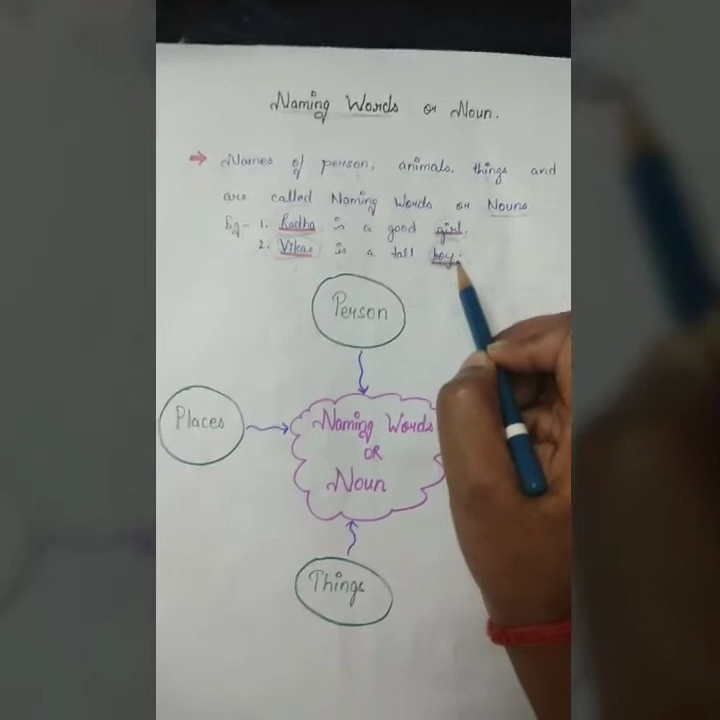 Naming Words or Noun.
Names of person, animals, things and
are called Naming Words or Nouns
Eg- 1. Radha is a good girl.
2. Vikas is a tall boy.
Person
Places
Naming Words
OR
Noun
Things